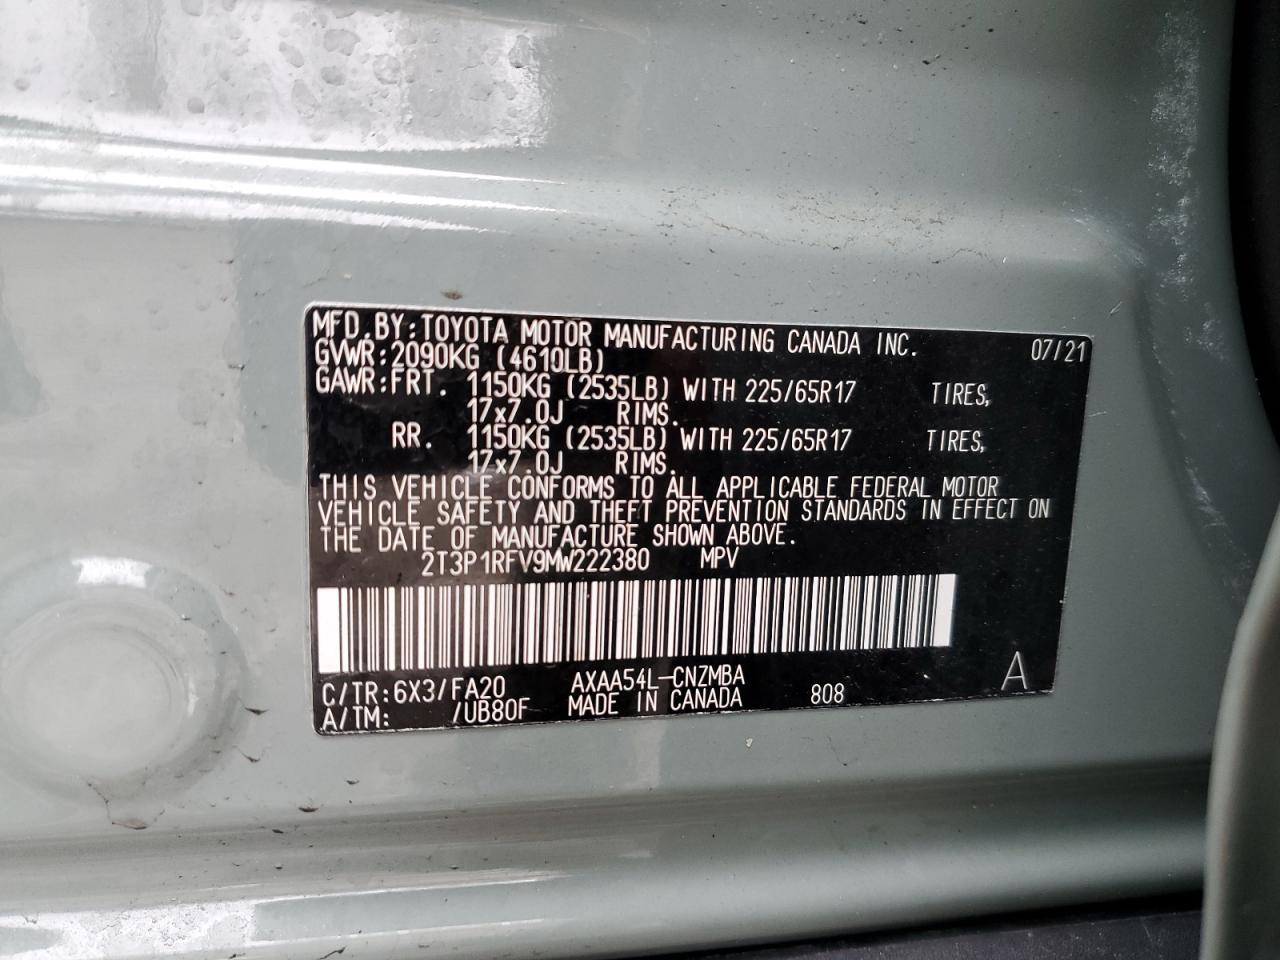 MFD.BY:TOYOTA MOTOR MANUFACTURING CANADA INC. 07/21
GVWR:2090KG (4610LB)
GAWR:FRT. 1150KG (2535LB) WITH 225/65R17 TIRES,
17x7.0J RIMS.
RR. 1150KG (2535LB) WITH 225/65R17 TIRES,
17x7.0J RIMS.
THIS VEHICLE CONFORMS TO ALL APPLICABLE FEDERAL MOTOR
VEHICLE SAFETY AND THEFT PREVENTION STANDARDS IN EFFECT ON
THE DATE OF MANUFACTURE SHOWN ABOVE.
2T3P1RFV9MW222380 MPV
C/TR:6X3/FA20 AXAA54L-CNZMBA A
A/TM: /UB80F MADE IN CANADA 808